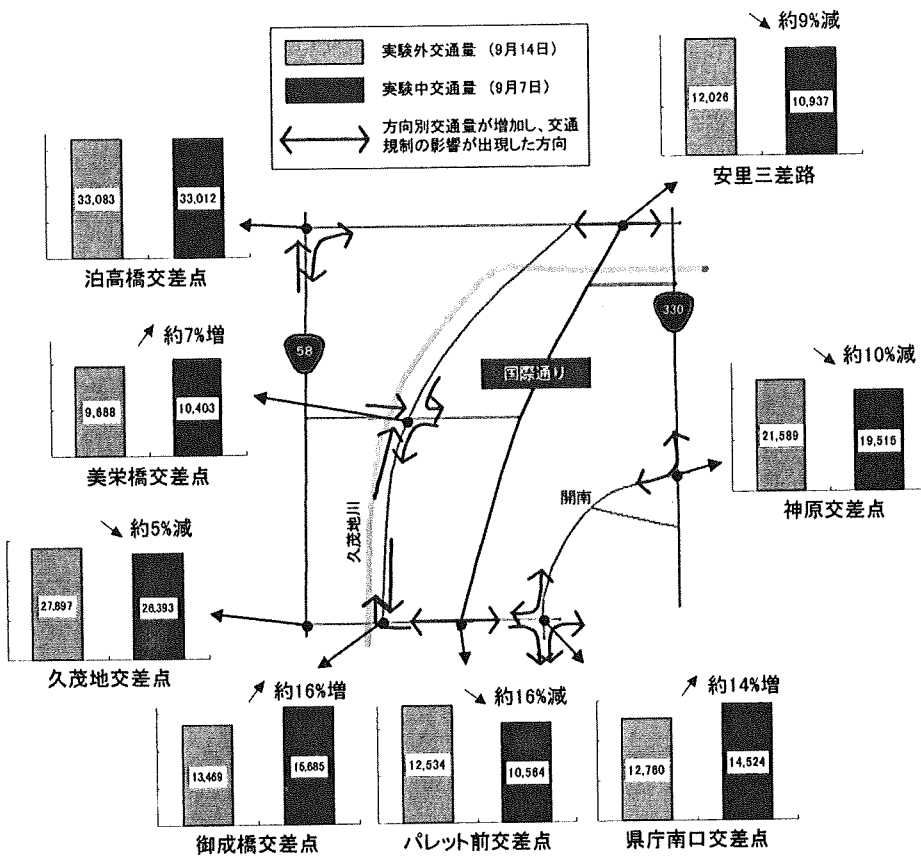 実験外交通量 (9月14日)
実験中交通量 (9月7日)
方向別交通量が増加し、交通
規制の影響が出現した方向
約9%減
12,026
10,937
安里三差路
33,083
33,012
泊高橋交差点
約7%増
9,688
10,403
美栄橋交差点
58
330
国際通り
久茂地川
開南
約10%減
21,589
19,515
神原交差点
約5%減
27,897
26,393
久茂地交差点
約16%増
13,469
15,685
御成橋交差点
約16%減
12,534
10,564
パレット前交差点
約14%増
12,760
14,524
県庁南口交差点